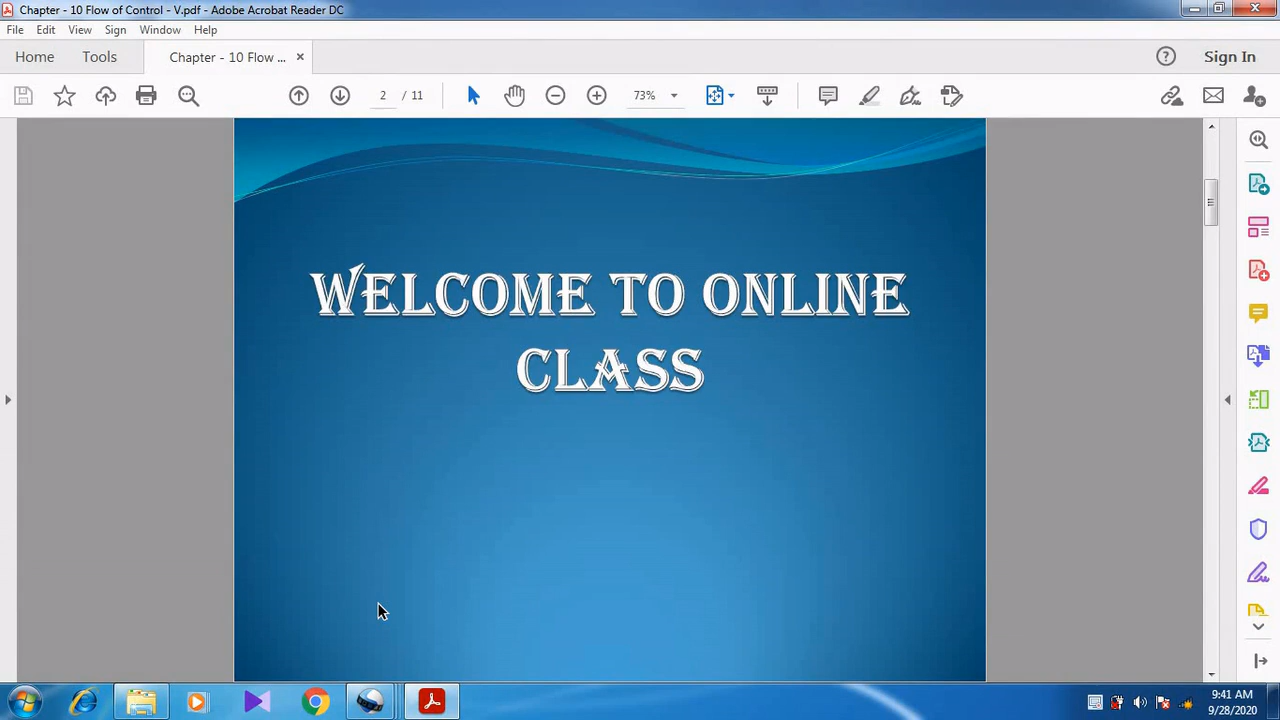 Chapter - 10 Flow of Control - V.pdf - Adobe Acrobat Reader DC
File Edit View Sign Window Help
Home Tools Chapter - 10 Flow ... × Sign In
2 / 11 73%
WELCOME TO ONLINE
CLASS
9:41 AM
9/28/2020